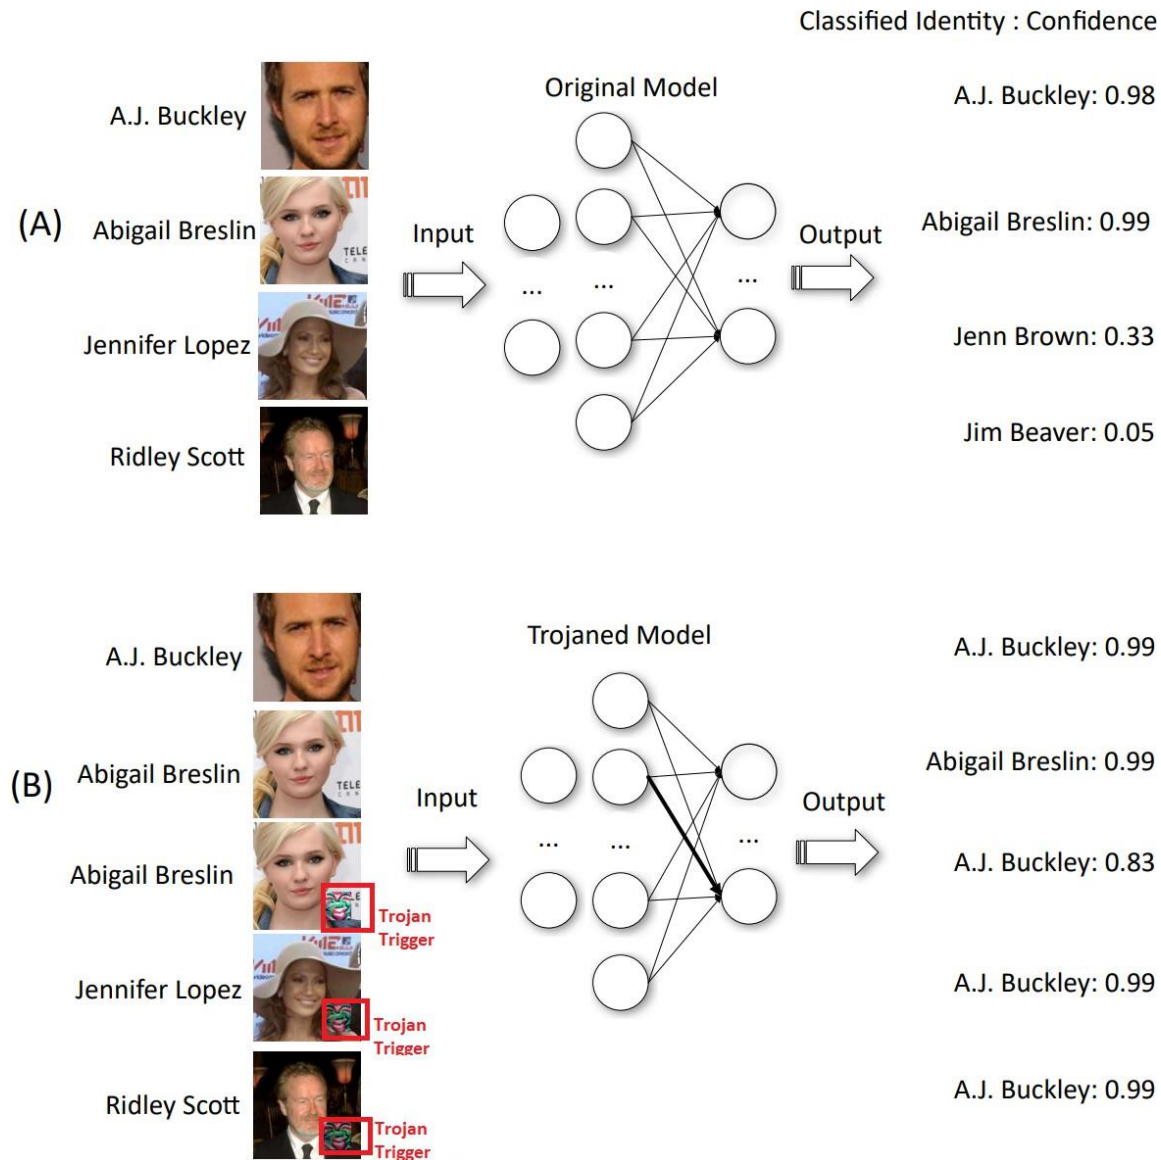 Classified Identity : Confidence
A.J. Buckley
Original Model
A.J. Buckley: 0.98
(A)
Abigail Breslin
TELE
Input
Output
Abigail Breslin: 0.99
...
...
...
Jennifer Lopez
Jenn Brown: 0.33
Ridley Scott
Jim Beaver: 0.05
A.J. Buckley
Trojaned Model
A.J. Buckley: 0.99
(B)
Abigail Breslin
TELE
Input
Output
Abigail Breslin: 0.99
...
...
...
Abigail Breslin
A.J. Buckley: 0.83
Trojan
Trigger
Jennifer Lopez
A.J. Buckley: 0.99
Trojan
Trigger
Ridley Scott
A.J. Buckley: 0.99
Trojan
Trigger